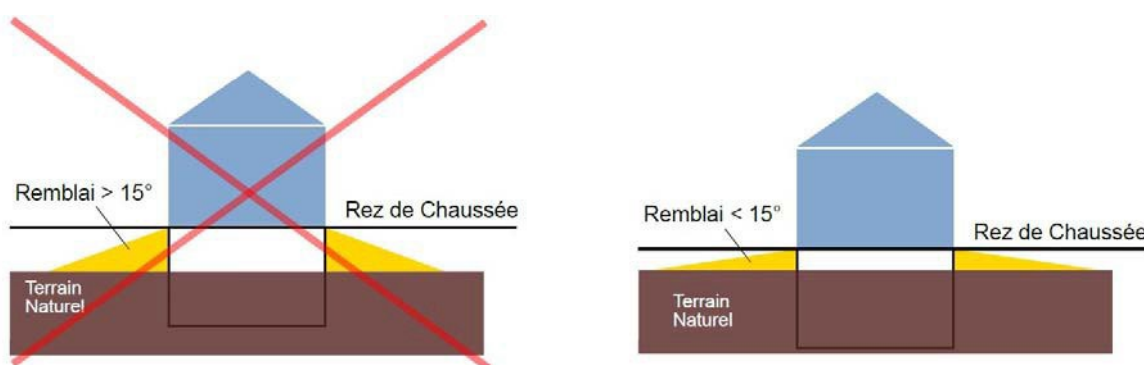 Remblai > 15°
Rez de Chaussée
Terrain
Naturel
Remblai < 15°
Rez de Chaussée
Terrain
Naturel